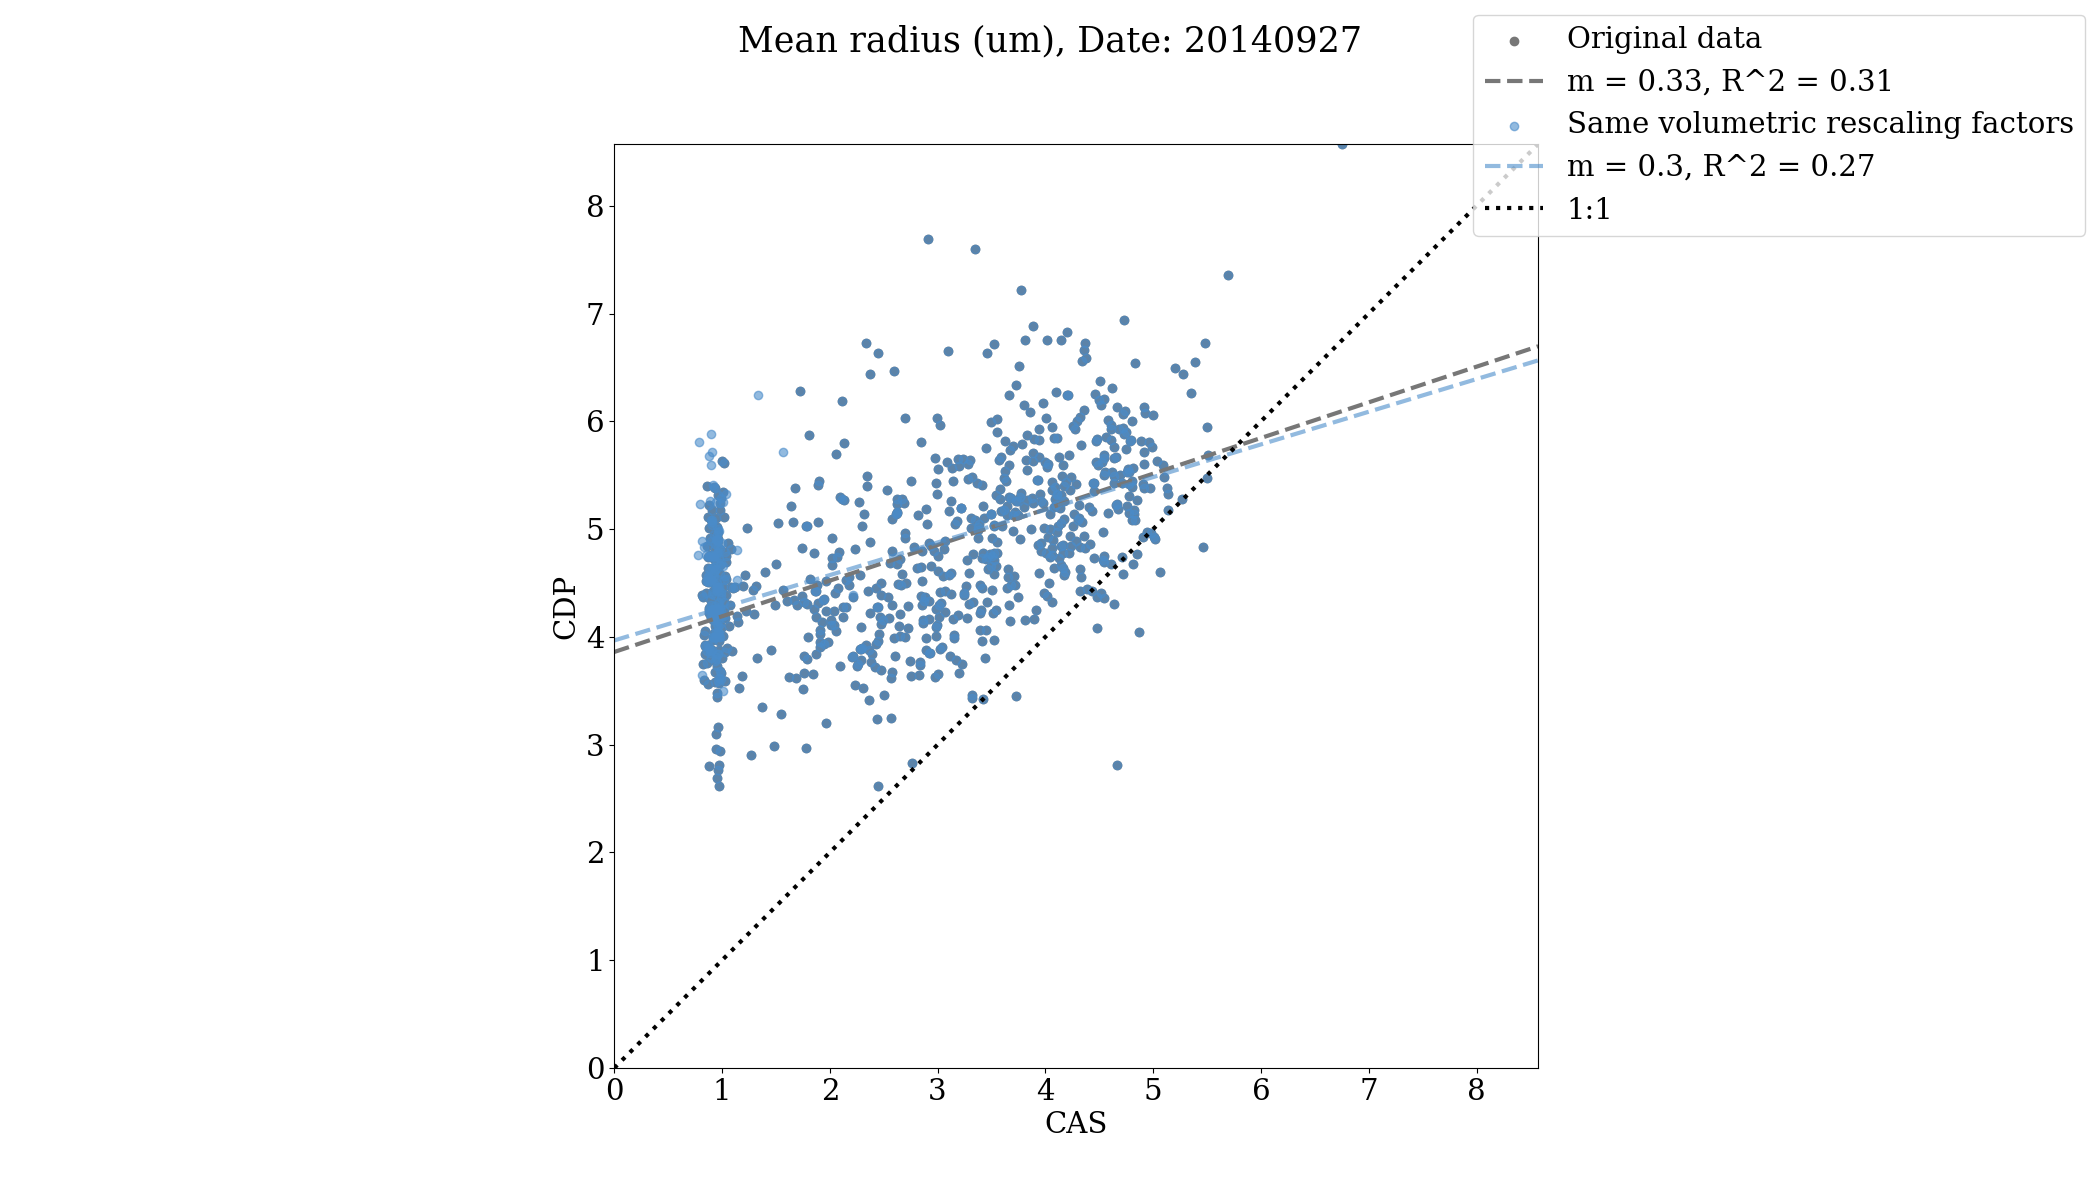 Mean radius (um), Date: 20140927
Original data
m = 0.33, R^2 = 0.31
Same volumetric rescaling factors
m = 0.3, R^2 = 0.27
1:1
8
7
6
5
4
3
2
1
0
CDP
0 1 2 3 4 5 6 7 8
CAS